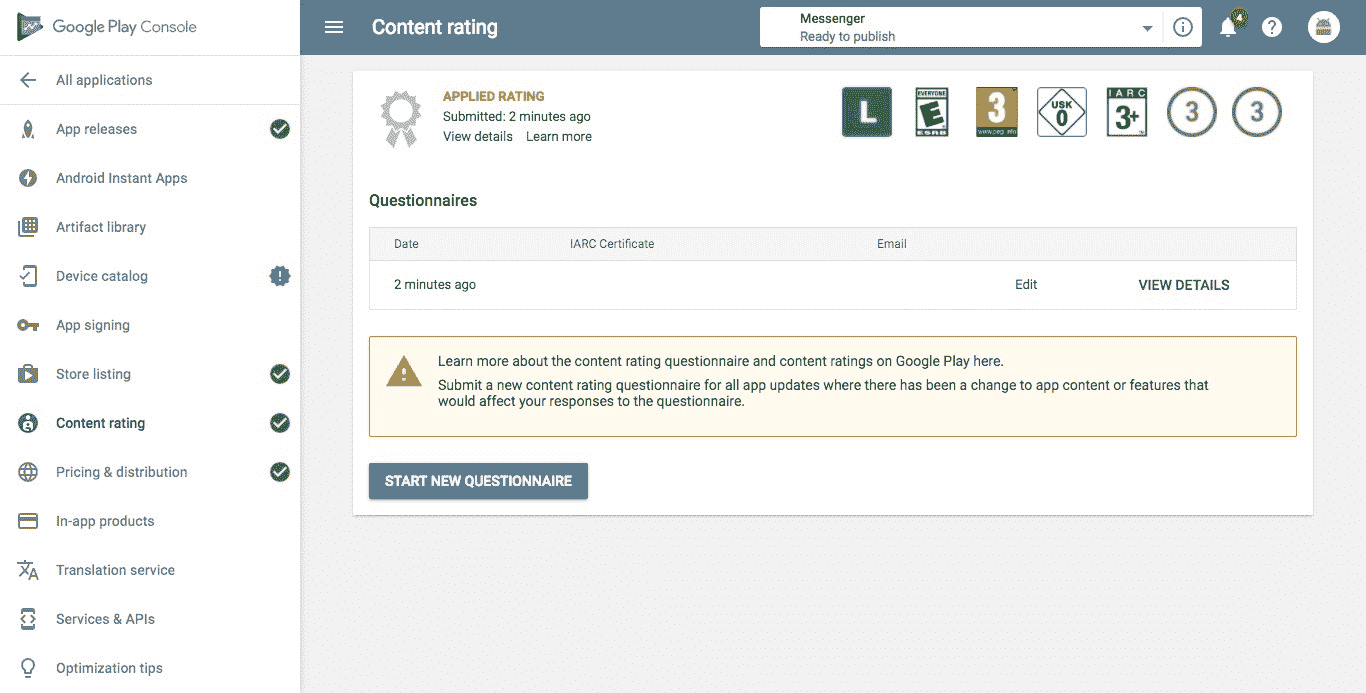 Google Play Console
All applications
App releases
Android Instant Apps
Artifact library
Device catalog
App signing
Store listing
Content rating
Pricing & distribution
In-app products
Translation service
Services & APIs
Optimization tips
Content rating
Messenger
Ready to publish
4
APPLIED RATING
Submitted: 2 minutes ago
View details Learn more
L
EVERYONE
E
ESRB
3
www.pegi.info
USK
0
IARC
3+
3
3
Questionnaires
Date IARC Certificate Email
2 minutes ago Edit VIEW DETAILS
Learn more about the content rating questionnaire and content ratings on Google Play here.
Submit a new content rating questionnaire for all app updates where there has been a change to app content or features that
would affect your responses to the questionnaire.
START NEW QUESTIONNAIRE